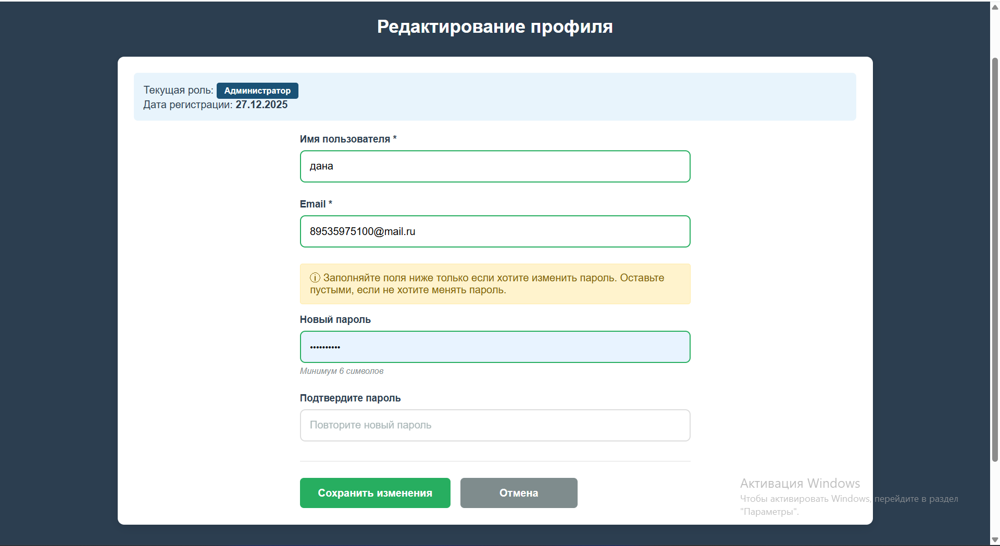 Редактирование профиля
Текущая роль: Администратор
Дата регистрации: 27.12.2025
Имя пользователя *
дана
Email *
89535975100@mail.ru
ⓘ Заполняйте поля ниже только если хотите изменить пароль. Оставьте
пустыми, если не хотите менять пароль.
Новый пароль
••••••••••
Минимум 6 символов
Подтвердите пароль
Повторите новый пароль
Сохранить изменения
Отмена
Активация Windows
Чтобы активировать Windows, перейдите в раздел
"Параметры".